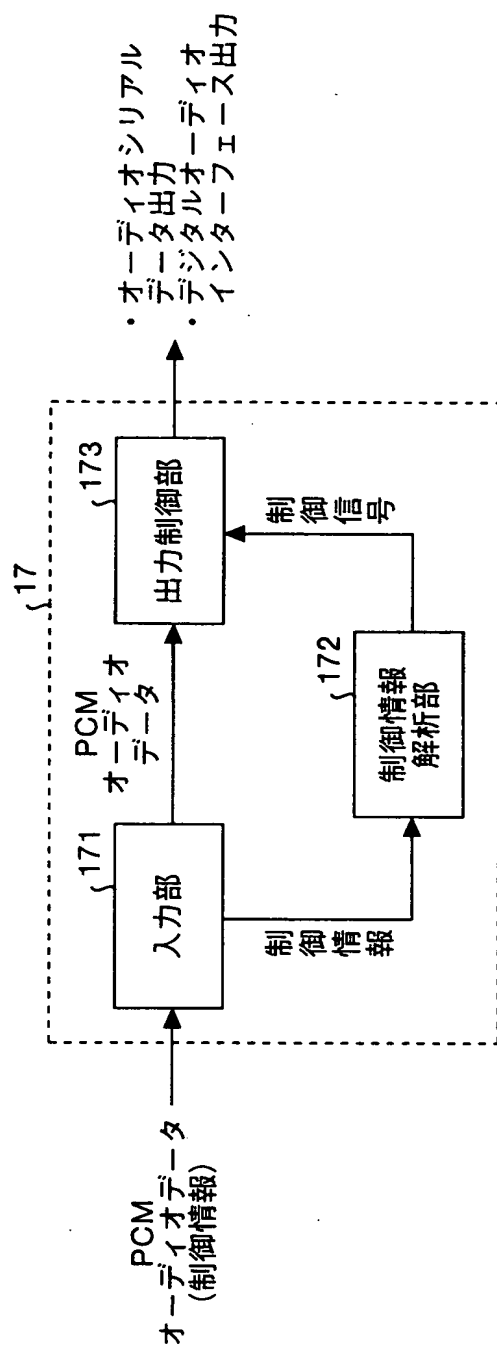 17
PCM
オーディオデータ
(制御情報)
171
入力部
PCM
オーディオ
データ
制御情報
172
制御情報
解析部
制御信号
173
出力制御部
・オーディオシリアル
データ出力
・デジタルオーディオ
インターフェース出力